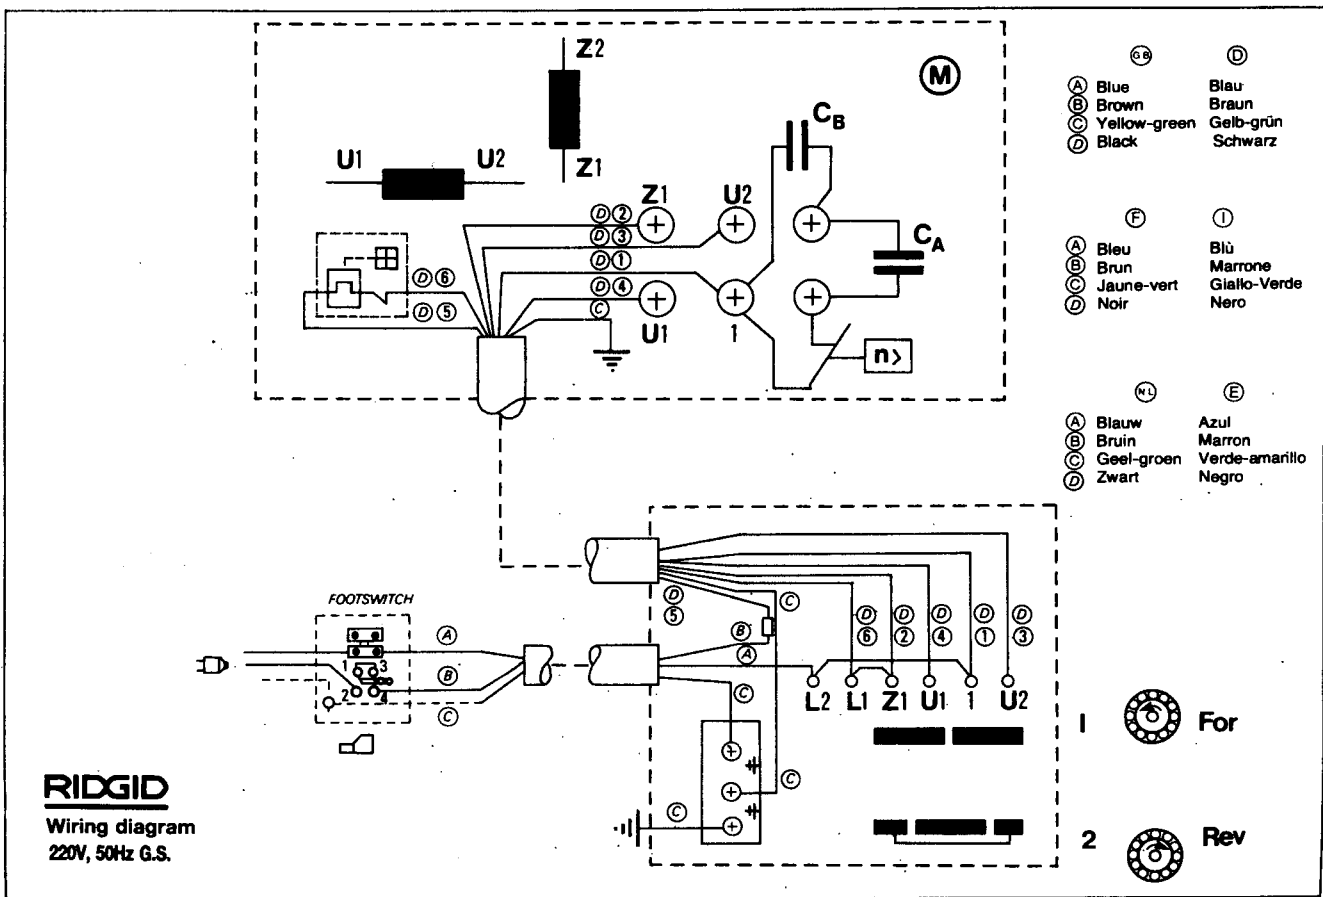 Z2
M
Z1
U1 U2
CB
CA
Z1 U2
D 2
D 3
D 1
D 4
C
D 6
D 5
U1 1
n>
GB D
A Blue Blau
B Brown Braun
C Yellow-green Gelb-grün
D Black Schwarz
F I
A Bleu Blù
B Brun Marrone
C Jaune-vert Giallo-Verde
D Noir Nero
NL E
A Blauw Azul
B Bruin Marron
C Geel-groen Verde-amarillo
D Zwart Negro
FOOTSWITCH
A
1 3
B
2 4
C
D 5
C
B
A
C
D 6
D 2
D 4
D 1
D 3
L2 L1 Z1 U1 1 U2
C
C
1 For
2 Rev
RIDGID
Wiring diagram
220V, 50Hz G.S.